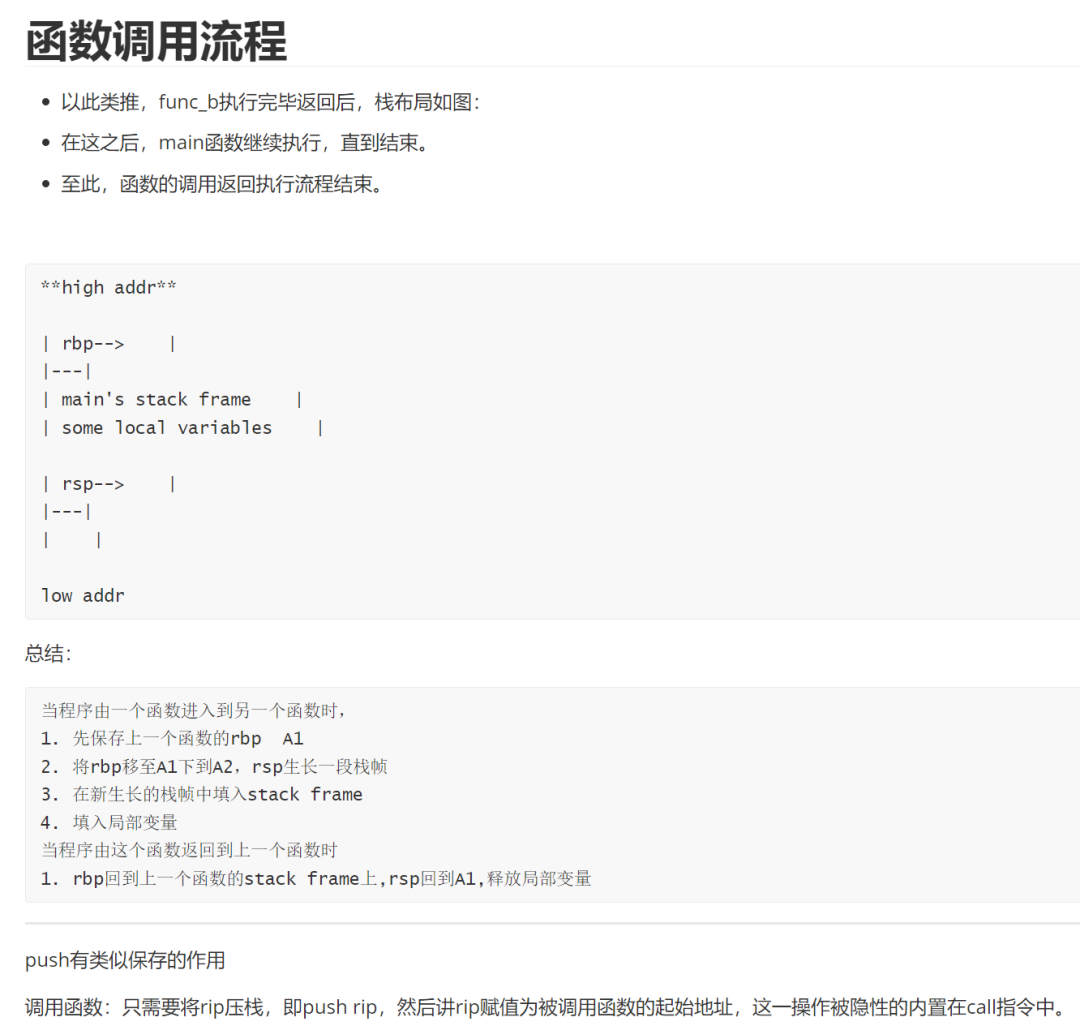 函数调用流程
以此类推，func_b执行完毕返回后，栈布局如图：
在这之后，main函数继续执行，直到结束。
至此，函数的调用返回执行流程结束。
**high addr**
| rbp-->    |
|---|
| main's stack frame    |
| some local variables    |
| rsp-->    |
|---|
|    |
low addr
总结：
当程序由一个函数进入到另一个函数时，
1. 先保存上一个函数的rbp  A1
2. 将rbp移至A1下到A2，rsp生长一段栈帧
3. 在新生长的栈帧中填入stack frame
4. 填入局部变量
当程序由这个函数返回到上一个函数时
1. rbp回到上一个函数的stack frame上,rsp回到A1,释放局部变量
push有类似保存的作用
调用函数：只需要将rip压栈，即push rip，然后讲rip赋值为被调用函数的起始地址，这一操作被隐性的内置在call指令中。